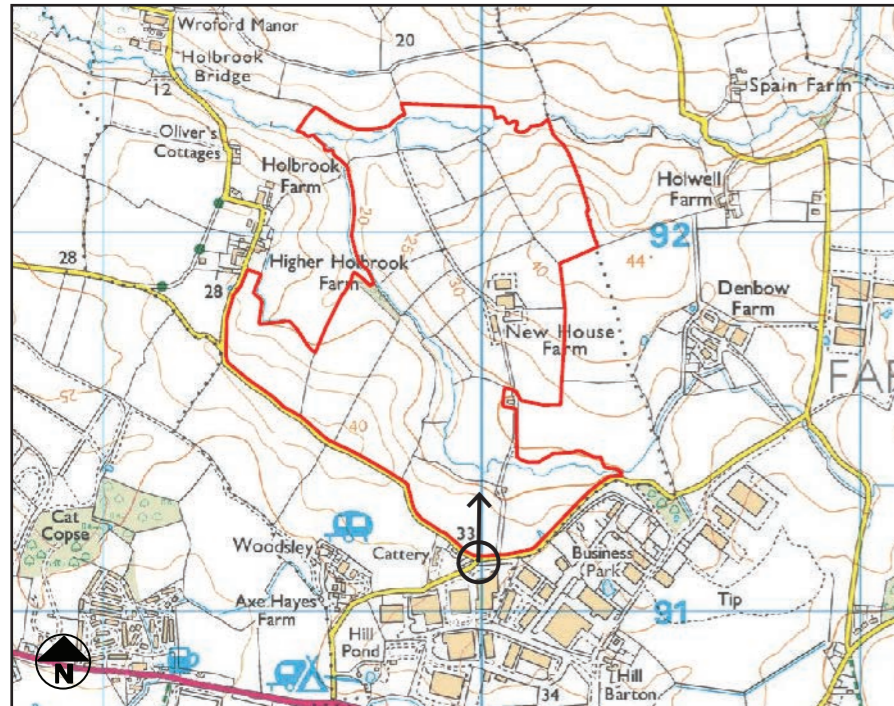 Wroford Manor
20
Holbrook
Bridge
12
Spain Farm
Oliver's
Cottages
Holbrook
Farm
20
Holwell
Farm
92
28
25
40
44
Higher Holbrook
Farm
28
30
Denbow
Farm
New House
Farm
FAR
25
40
Cat
Copse
33
Woodsley
Cattery
Business
Park
Axe Hayes
Farm
Tip
91
Hill
Pond
Hill
Barton
34
N